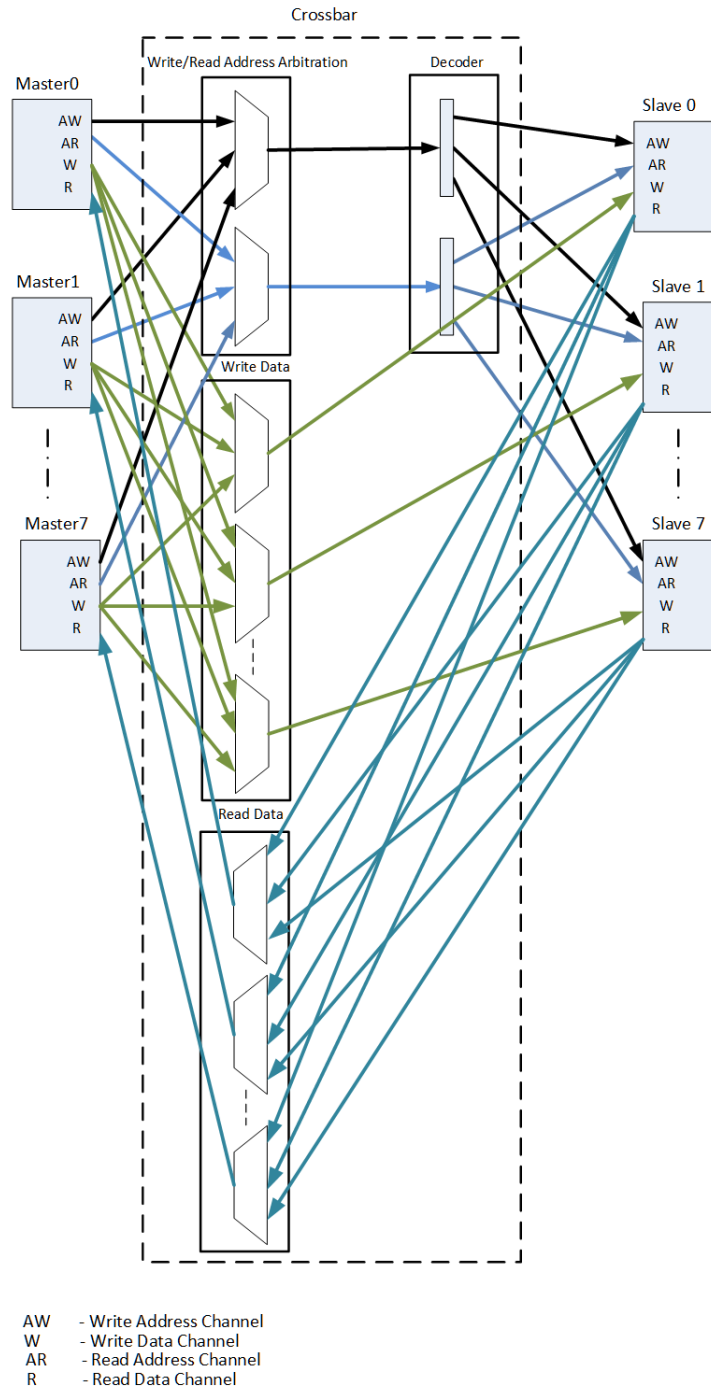 Crossbar
Write/Read Address Arbitration
Decoder
Master0
AW
AR
W
R
Slave 0
AW
AR
W
R
Master1
AW
AR
W
R
Slave 1
AW
AR
W
R
Write Data
Master7
AW
AR
W
R
Slave 7
AW
AR
W
R
Read Data
AW - Write Address Channel
W - Write Data Channel
AR - Read Address Channel
R - Read Data Channel